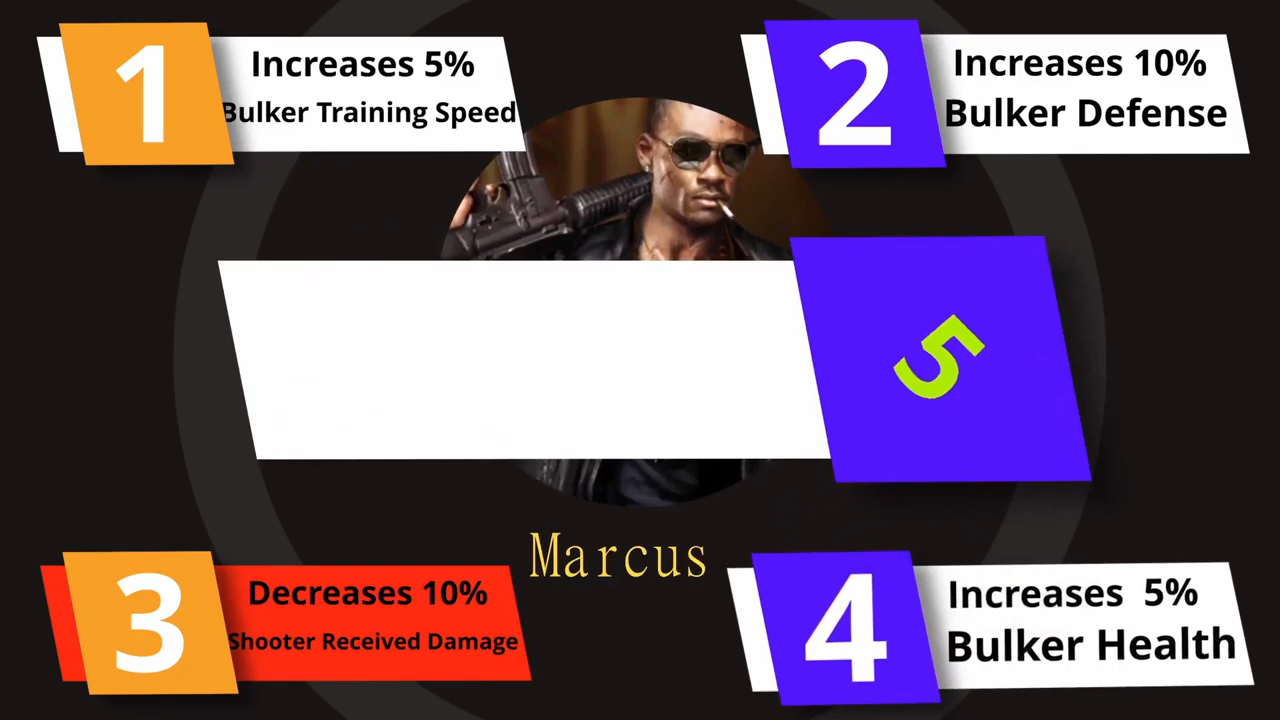 1
Increases 5%
Bulker Training Speed
2
Increases 10%
Bulker Defense
5
Marcus
3
Decreases 10%
Shooter Received Damage
4
Increases 5%
Bulker Health